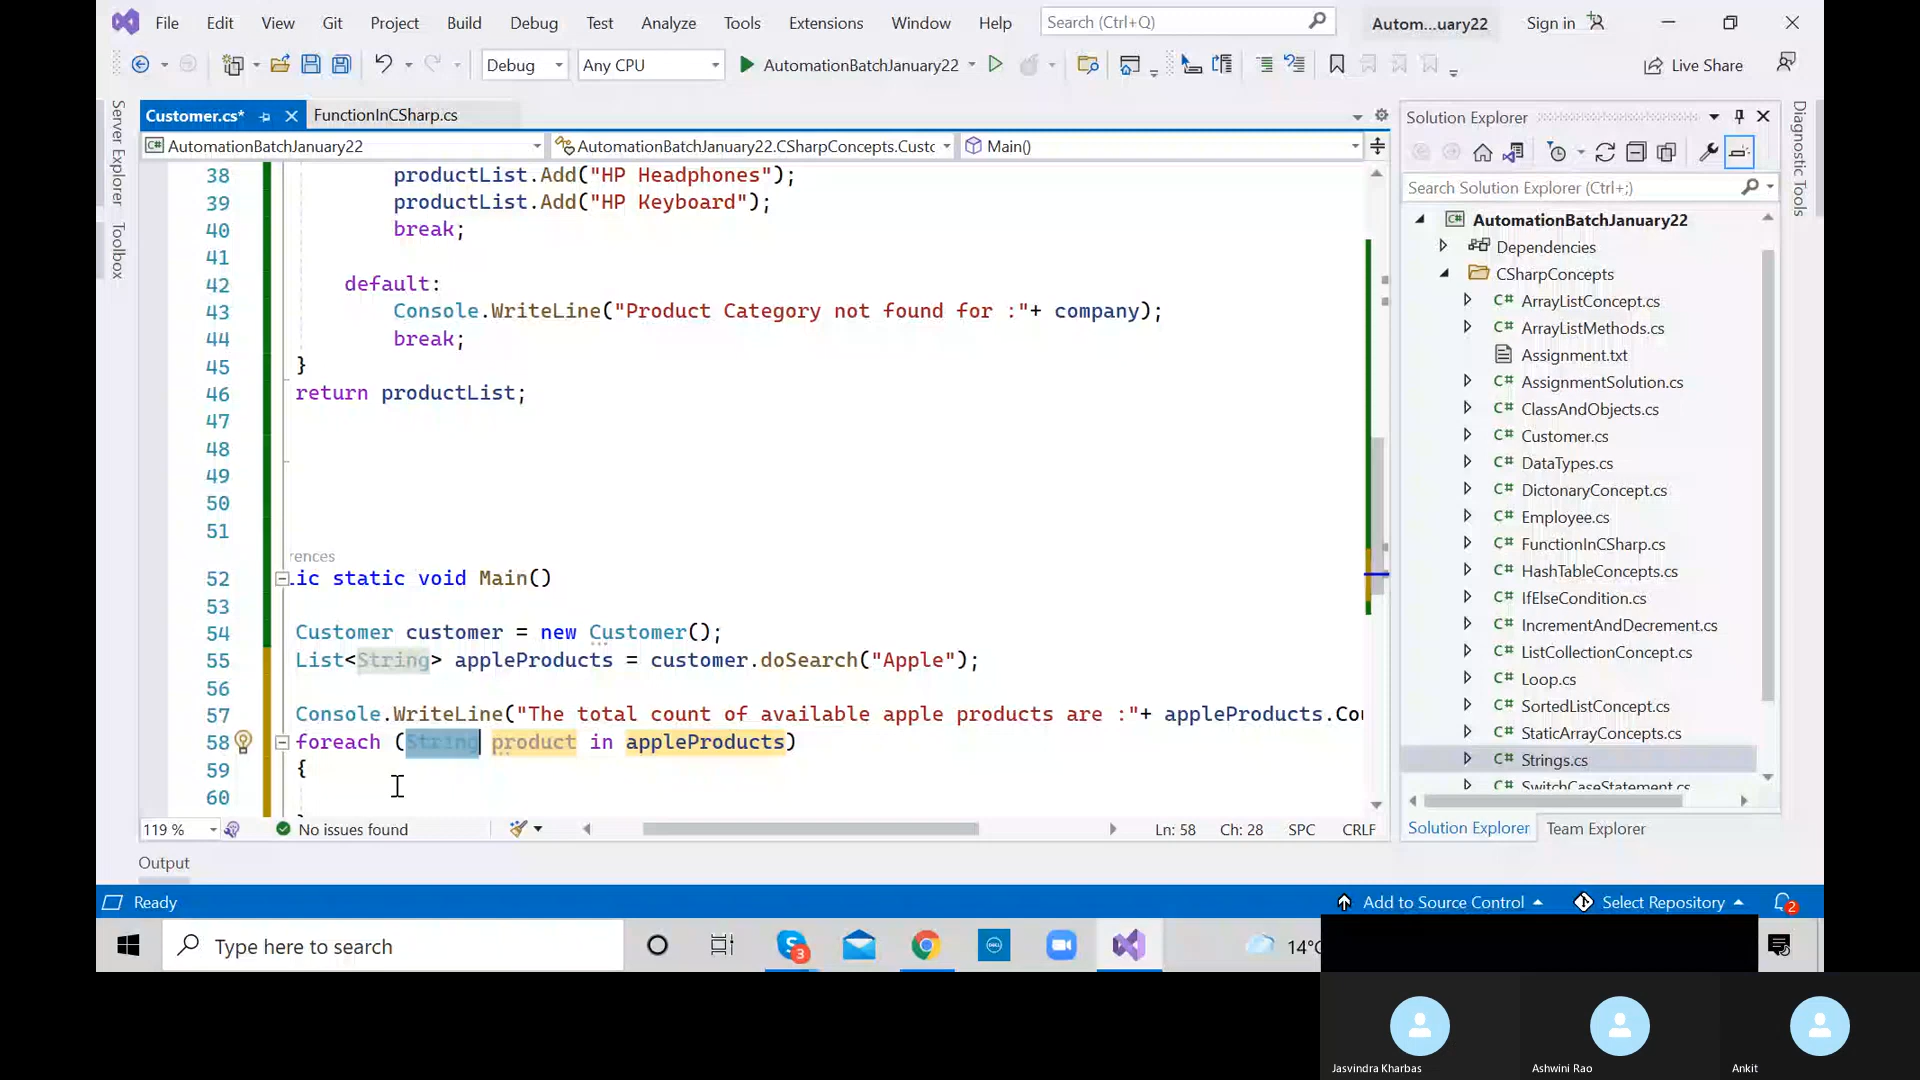 File Edit View Git Project Build Debug Test Analyze Tools Extensions Window Help Search (Ctrl+Q) Autom...uary22 Sign in
Debug Any CPU AutomationBatchJanuary22 Live Share
Customer.cs* FunctionInCSharp.cs
AutomationBatchJanuary22 AutomationBatchJanuary22.CSharpConcepts.Custo Main()
Server Explorer
Toolbox
38 productList.Add("HP Headphones");
39 productList.Add("HP Keyboard");
40 break;
41
42 default:
43 Console.WriteLine("Product Category not found for :"+ company);
44 break;
45 }
46 return productList;
47
48
49
50
51
rences
52 lic static void Main()
53
54 Customer customer = new Customer();
55 List<String> appleProducts = customer.doSearch("Apple");
56
57 Console.WriteLine("The total count of available apple products are :"+ appleProducts.Cou
58 foreach (String product in appleProducts)
59 {
60
119 % No issues found Ln: 58 Ch: 28 SPC CRLF
Output
Solution Explorer
Search Solution Explorer (Ctrl+;)
AutomationBatchJanuary22
Dependencies
CSharpConcepts
C# ArrayListConcept.cs
C# ArrayListMethods.cs
Assignment.txt
C# AssignmentSolution.cs
C# ClassAndObjects.cs
C# Customer.cs
C# DataTypes.cs
C# DictonaryConcept.cs
C# Employee.cs
C# FunctionInCSharp.cs
C# HashTableConcepts.cs
C# IfElseCondition.cs
C# IncrementAndDecrement.cs
C# ListCollectionConcept.cs
C# Loop.cs
C# SortedListConcept.cs
C# StaticArrayConcepts.cs
C# Strings.cs
C# SwitchCaseStatement.cs
Solution Explorer Team Explorer
Diagnostic Tools
Ready Add to Source Control Select Repository 2
Type here to search 3 DELL 14°C
Jasvindra Kharbas Ashwini Rao Ankit